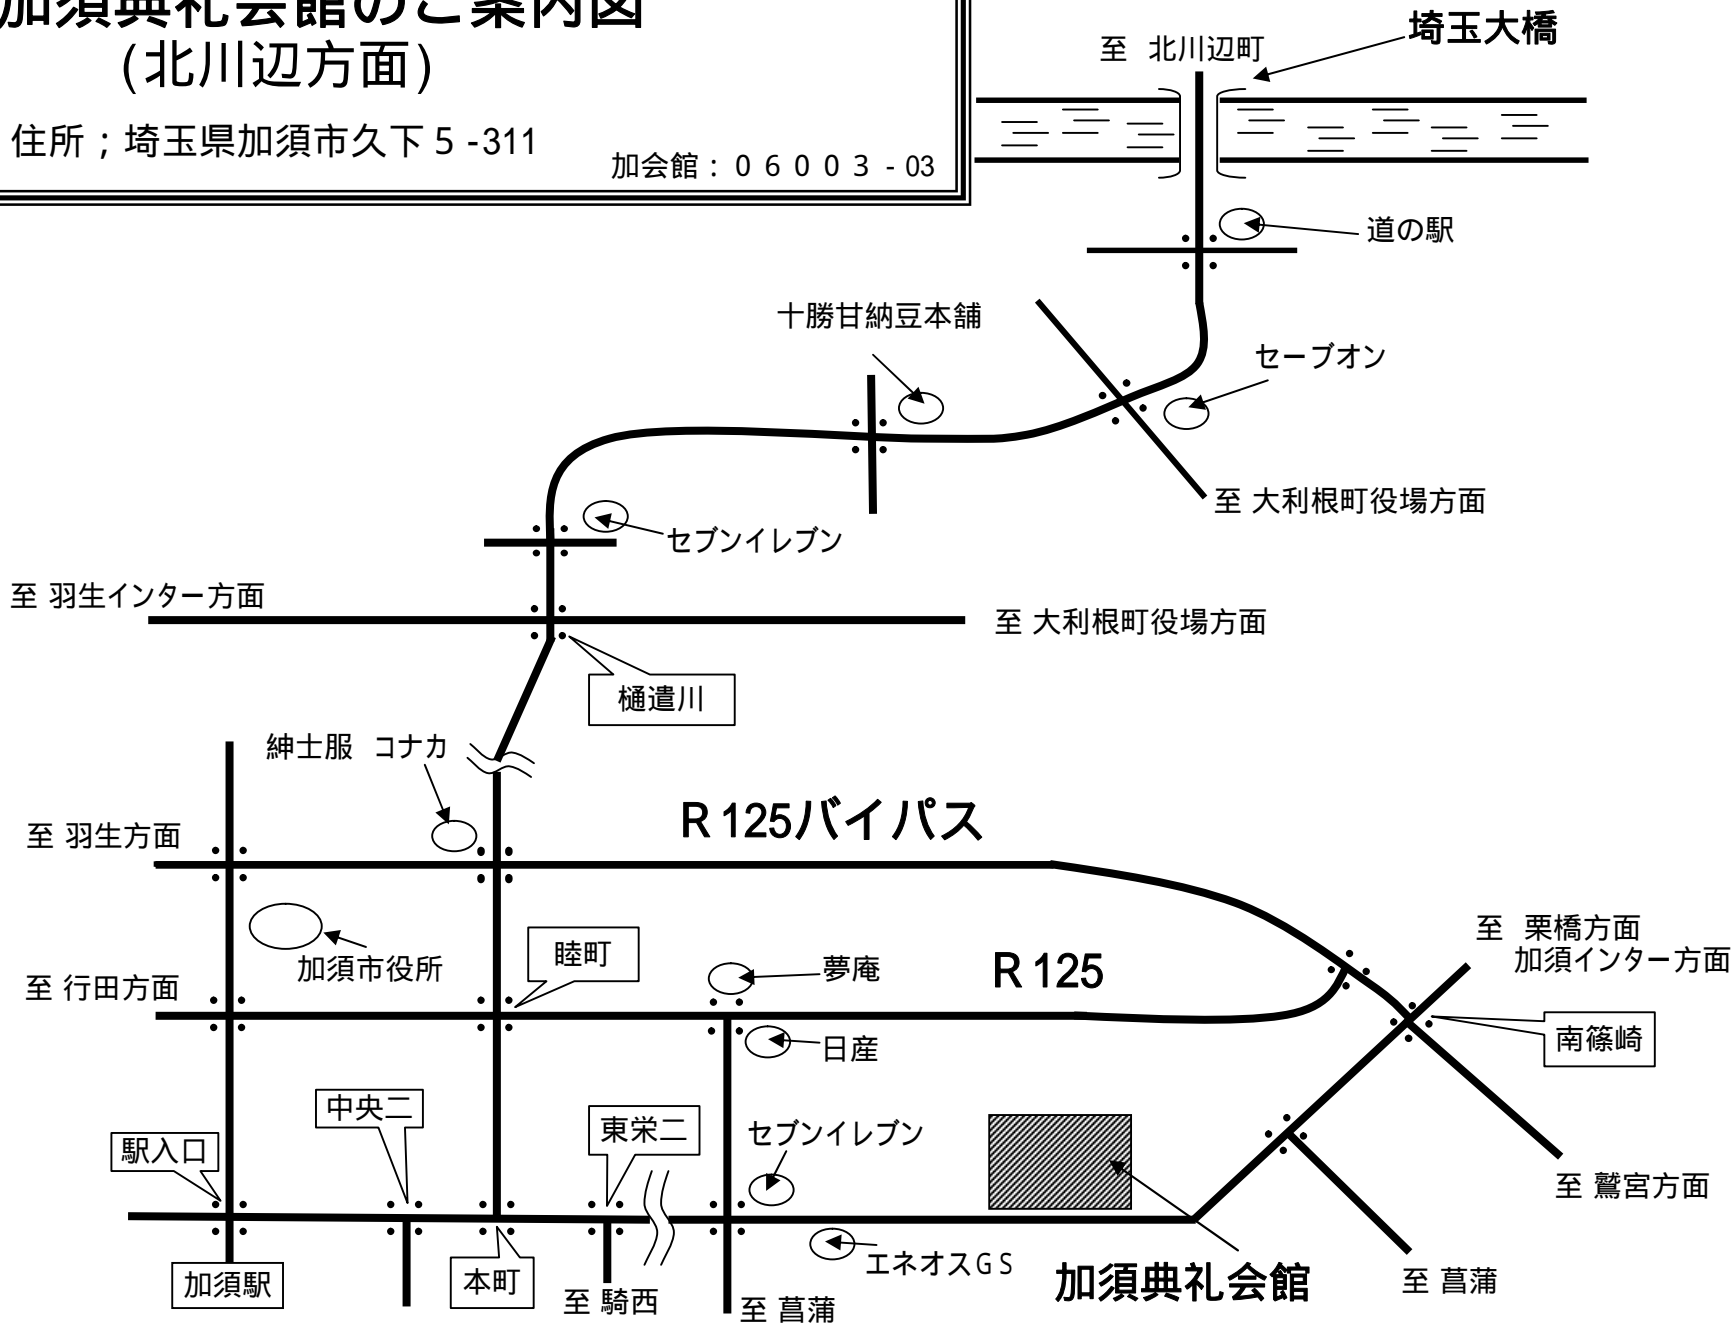 加須典礼会館のご案内図
(北川辺方面)
住所；埼玉県加須市久下５-311
加会館：０６００３-03
至 北川辺町
埼玉大橋
道の駅
十勝甘納豆本舗
セーブオン
至 大利根町役場方面
セブンイレブン
至 羽生インター方面
至 大利根町役場方面
樋遣川
紳士服 コナカ
R125バイパス
至 羽生方面
加須市役所
睦町
至 行田方面
夢庵
R125
至 栗橋方面
加須インター方面
日産
南篠崎
中央二
東栄二
セブンイレブン
駅入口
至 鷲宮方面
加須駅
本町
至 騎西
至 菖蒲
エネオスGS
加須典礼会館
至 菖蒲